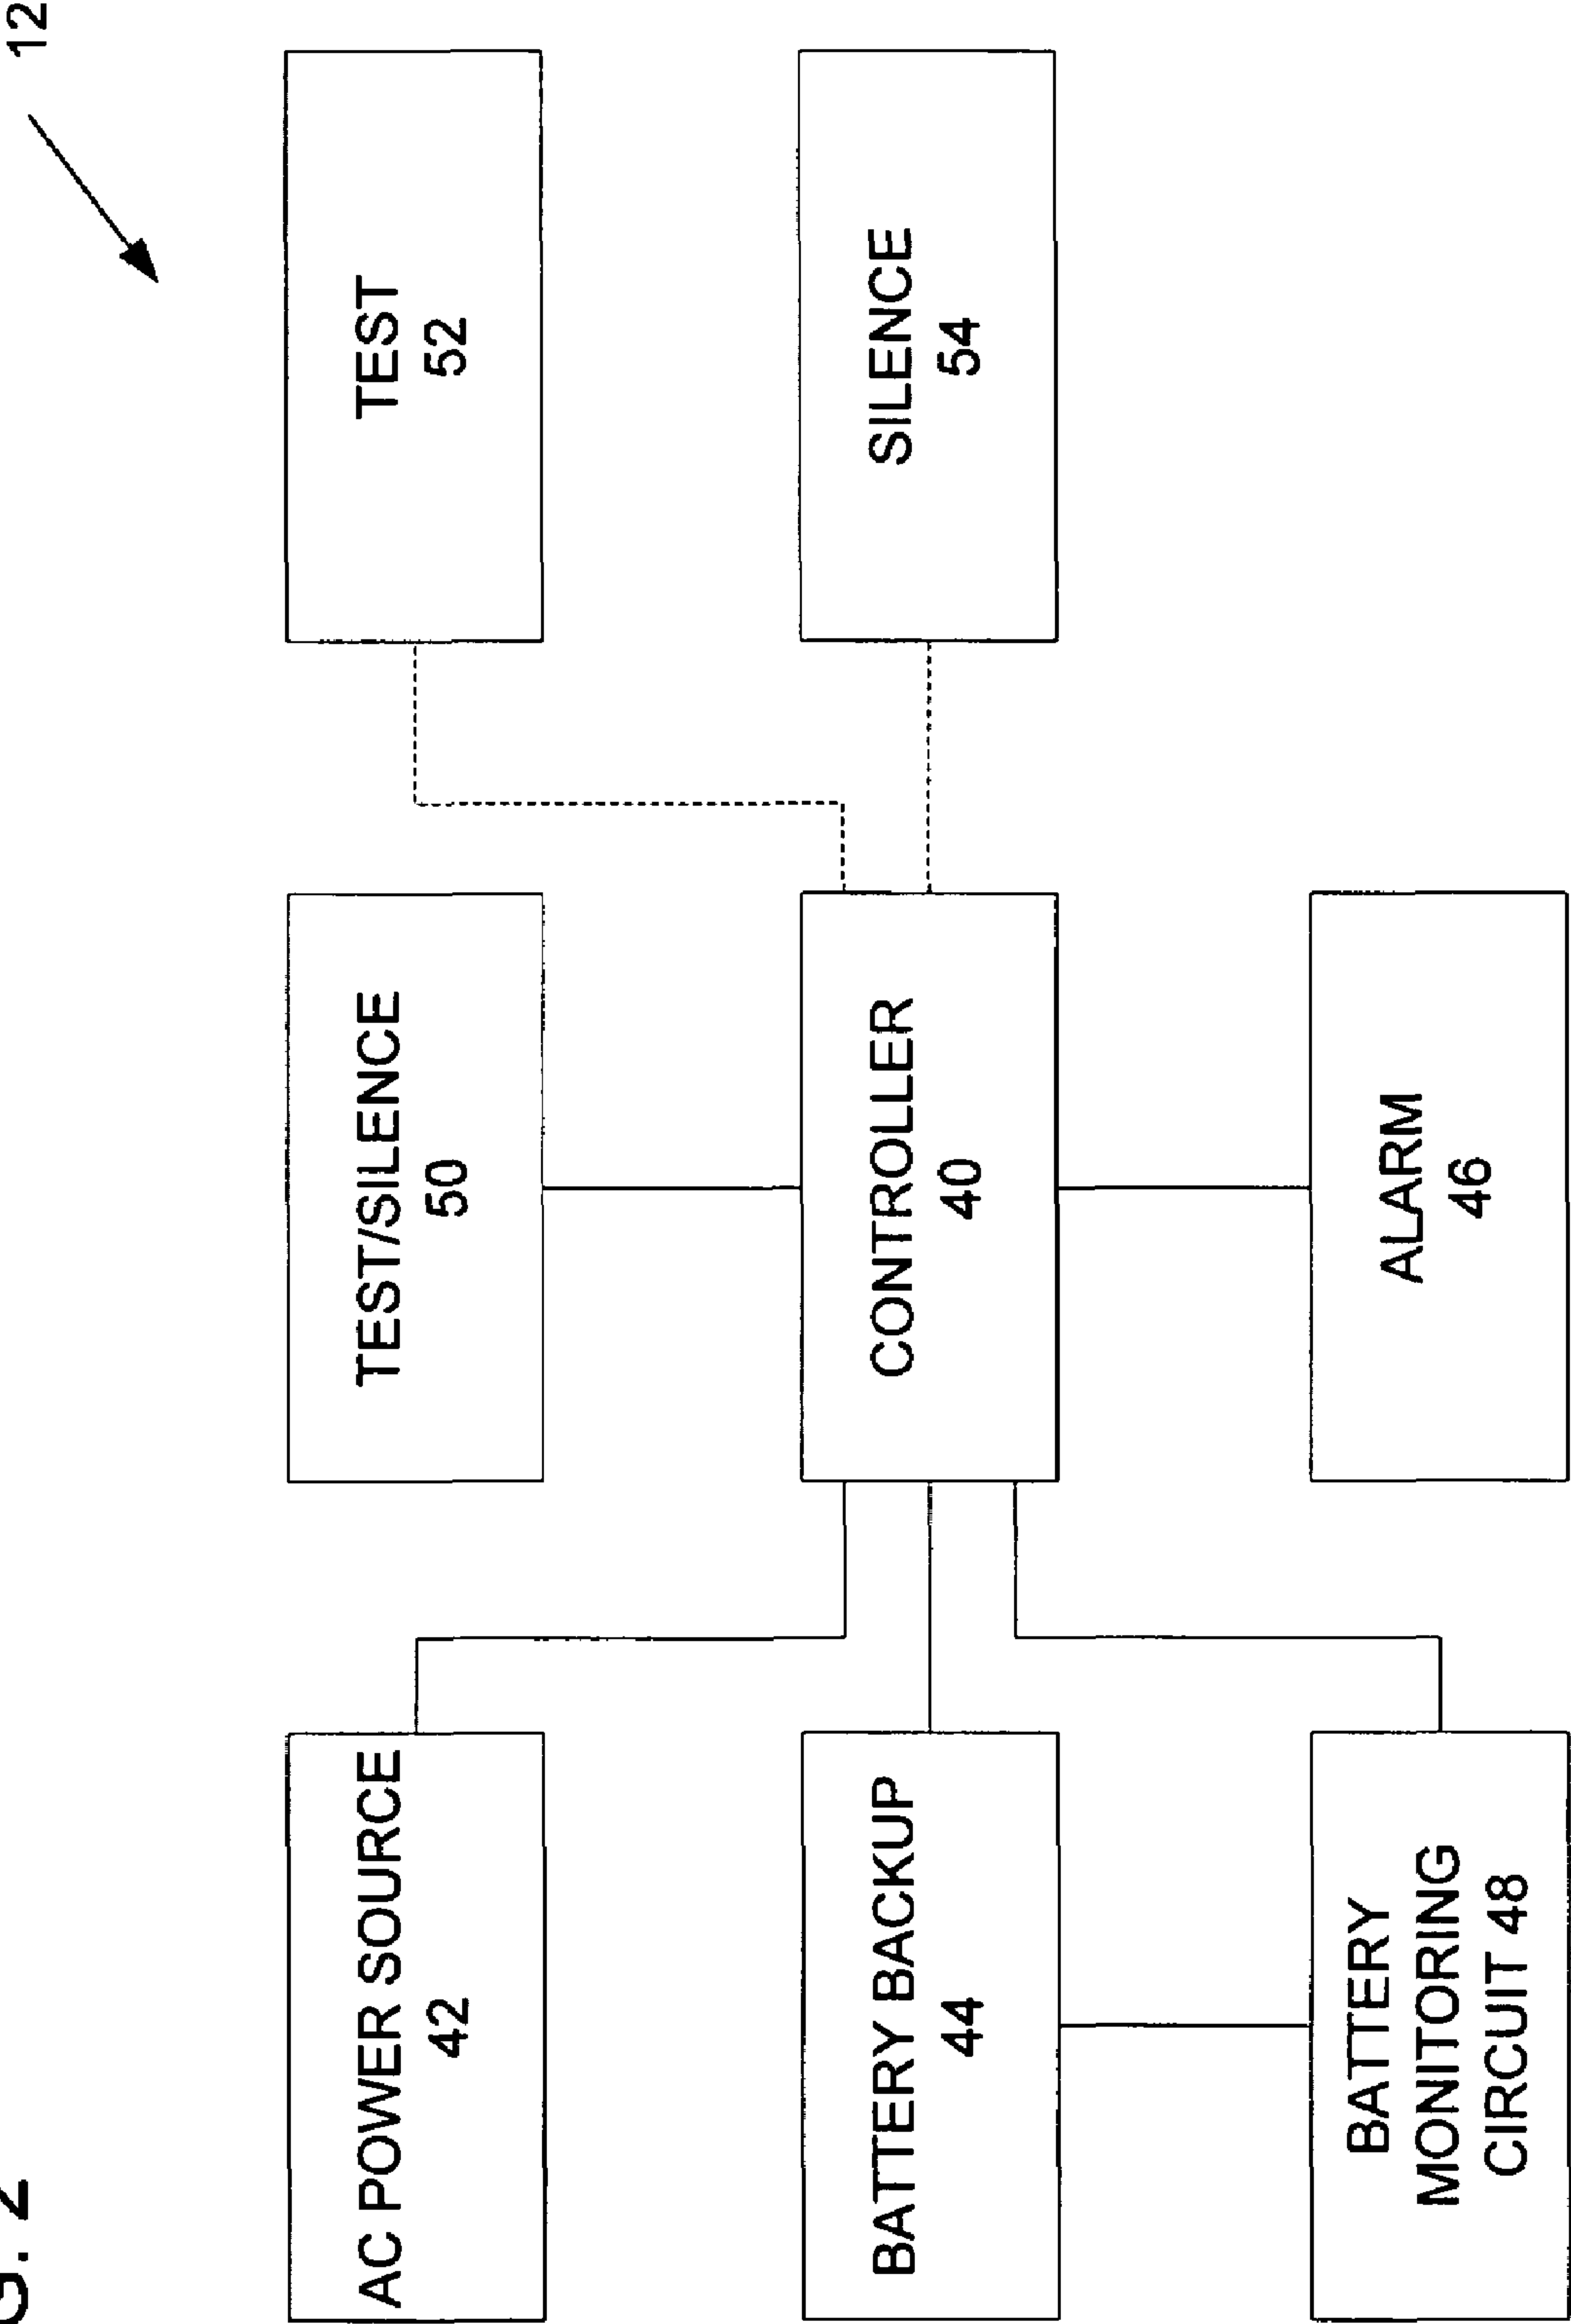 G. 2
12
AC POWER SOURCE
42
TEST/SILENCE
50
TEST
52
BATTERY BACKUP
44
CONTROLLER
40
SILENCE
54
BATTERY
MONITORING
CIRCUIT 48
ALARM
46